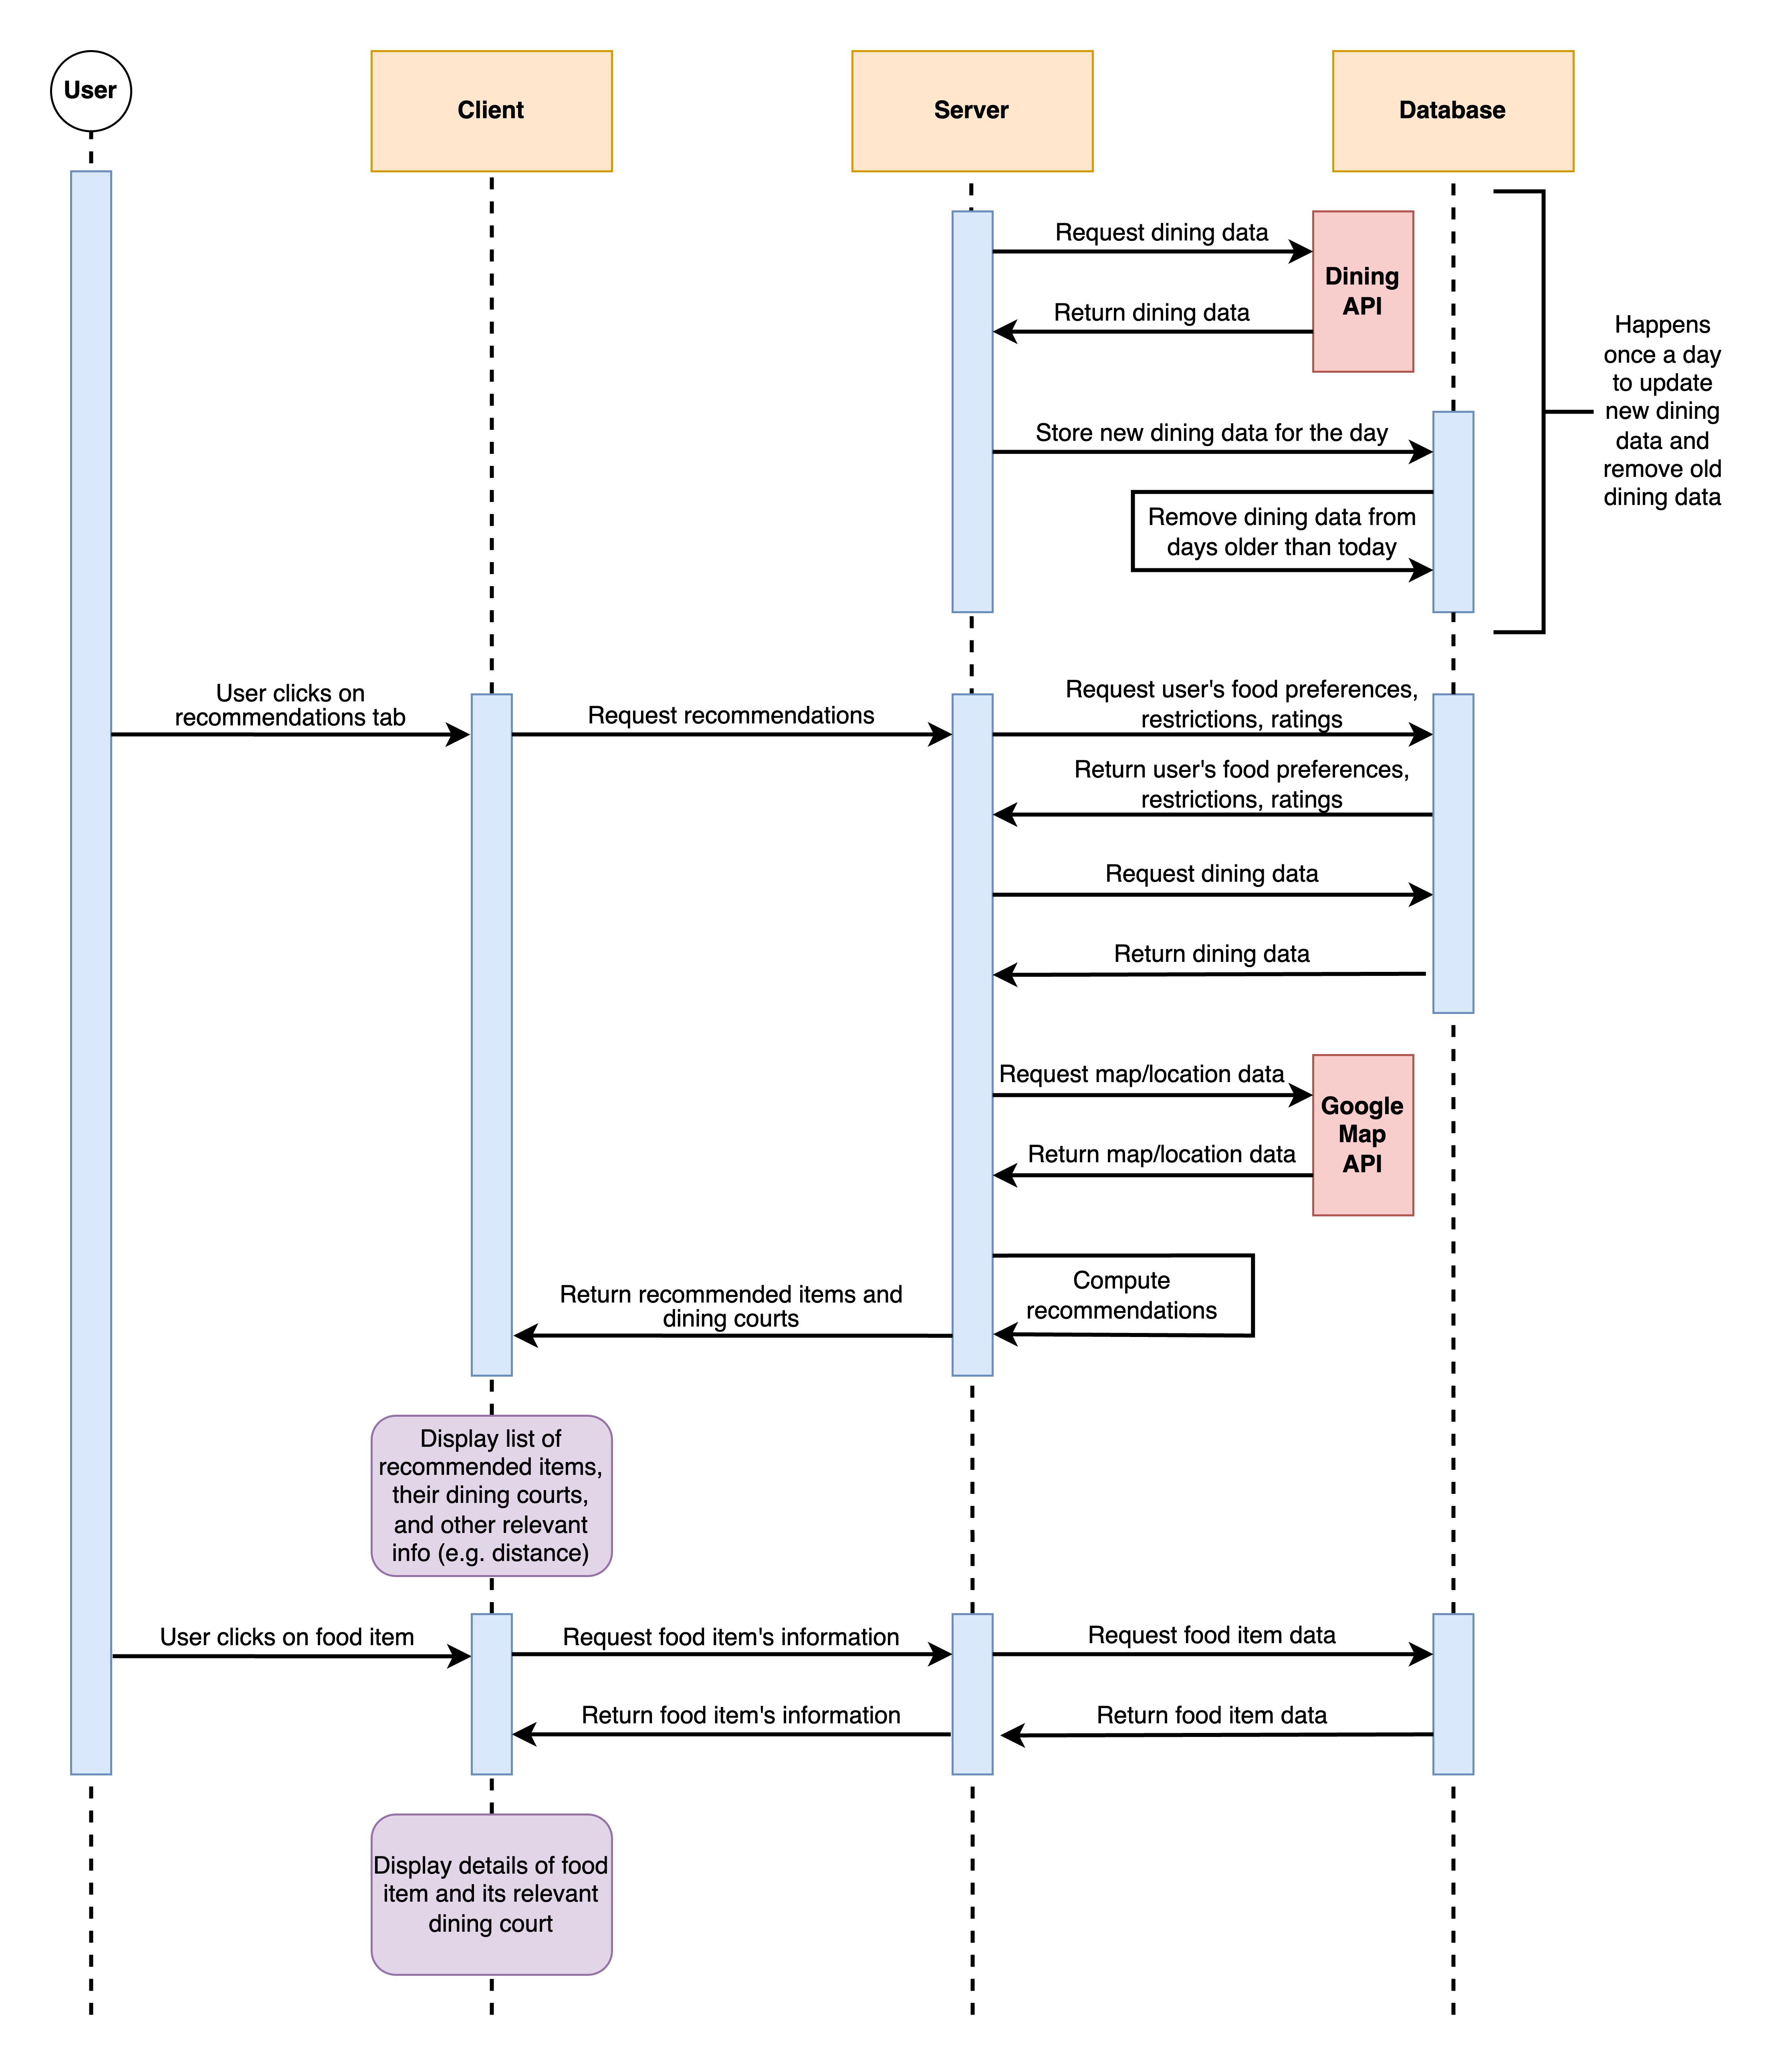 User
Client
Server
Database
Request dining data
Dining
API
Return dining data
Happens
once a day
to update
new dining
data and
remove old
dining data
Store new dining data for the day
Remove dining data from
days older than today
User clicks on
recommendations tab
Request recommendations
Request user's food preferences,
restrictions, ratings
Return user's food preferences,
restrictions, ratings
Request dining data
Return dining data
Request map/location data
Google
Map
API
Return map/location data
Compute
recommendations
Return recommended items and
dining courts
Display list of
recommended items,
their dining courts,
and other relevant
info (e.g. distance)
User clicks on food item
Request food item's information
Request food item data
Return food item's information
Return food item data
Display details of food
item and its relevant
dining court